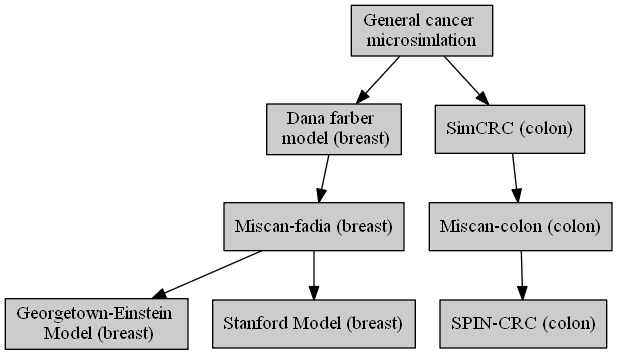 General cancer
microsimlation
Dana farber
model (breast)
SimCRC (colon)
Miscan-fadia (breast)
Miscan-colon (colon)
Georgetown-Einstein
Model (breast)
Stanford Model (breast)
SPIN-CRC (colon)